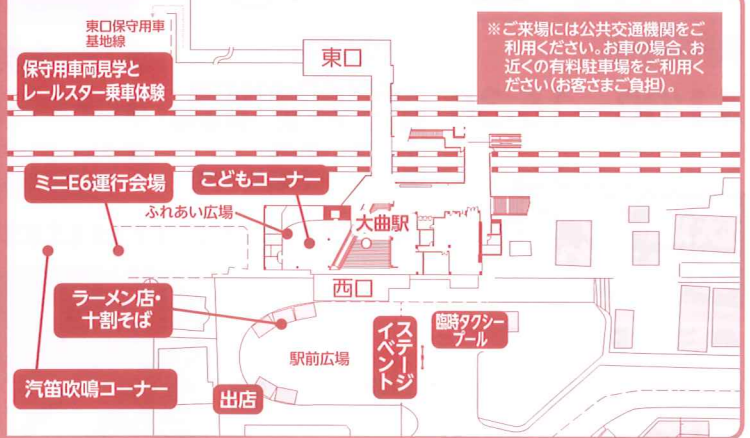 東口保守用車
基地線
東口
※ご来場には公共交通機関をご
利用ください。お車の場合、お
近くの有料駐車場をご利用く
ださい(お客さまご負担)。
保守用車両見学と
レールスター乗車体験
ミニE6運行会場
こどもコーナー
ふれあい広場
大曲駅
西口
ラーメン店・
十割そば
ステージ
イベント
臨時タクシー
プール
駅前広場
汽笛吹鳴コーナー
出店